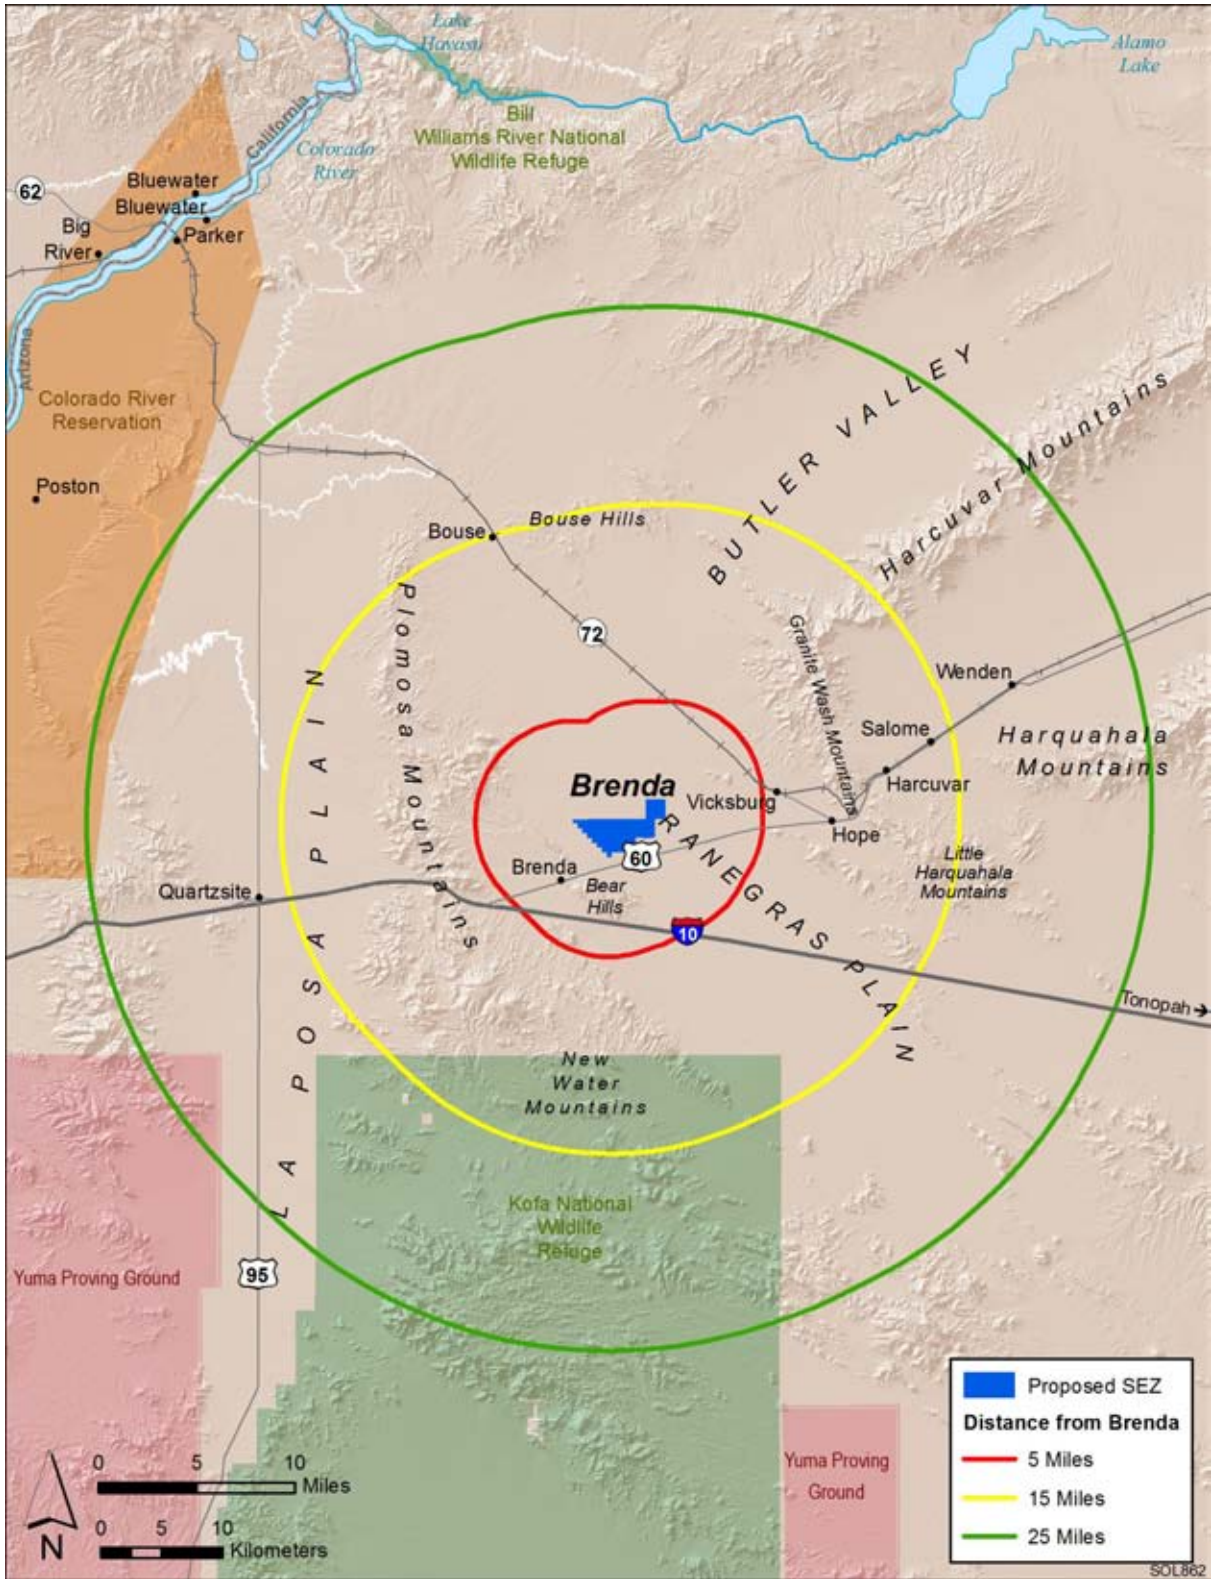 Lake
Havasu
Alamo
Lake
Bill
Williams River National
Wildlife Refuge
California
Colorado
River
62
Bluewater
Bluewater
Big
River
Parker
Arizona
Colorado River
Reservation
Poston
BUTLER VALLEY
Harcuvar Mountains
Bouse
Bouse Hills
Plomosa Mountains
72
Granite Wash Mountains
Wenden
Salome
Harquahala
Mountains
Harcuvar
Brenda
Vicksburg
Hope
RANEGRAS PLAIN
60
Little
Harquahala
Mountains
Brenda
Bear
Hills
Quartzsite
LA POSA PLAIN
10
Tonopah →
New
Water
Mountains
Kofa National
Wildlife
Refuge
Yuma Proving Ground
95
Proposed SEZ
Distance from Brenda
5 Miles
15 Miles
25 Miles
Yuma Proving
Ground
0 5 10
Miles
0 5 10
Kilometers
N
SOL862